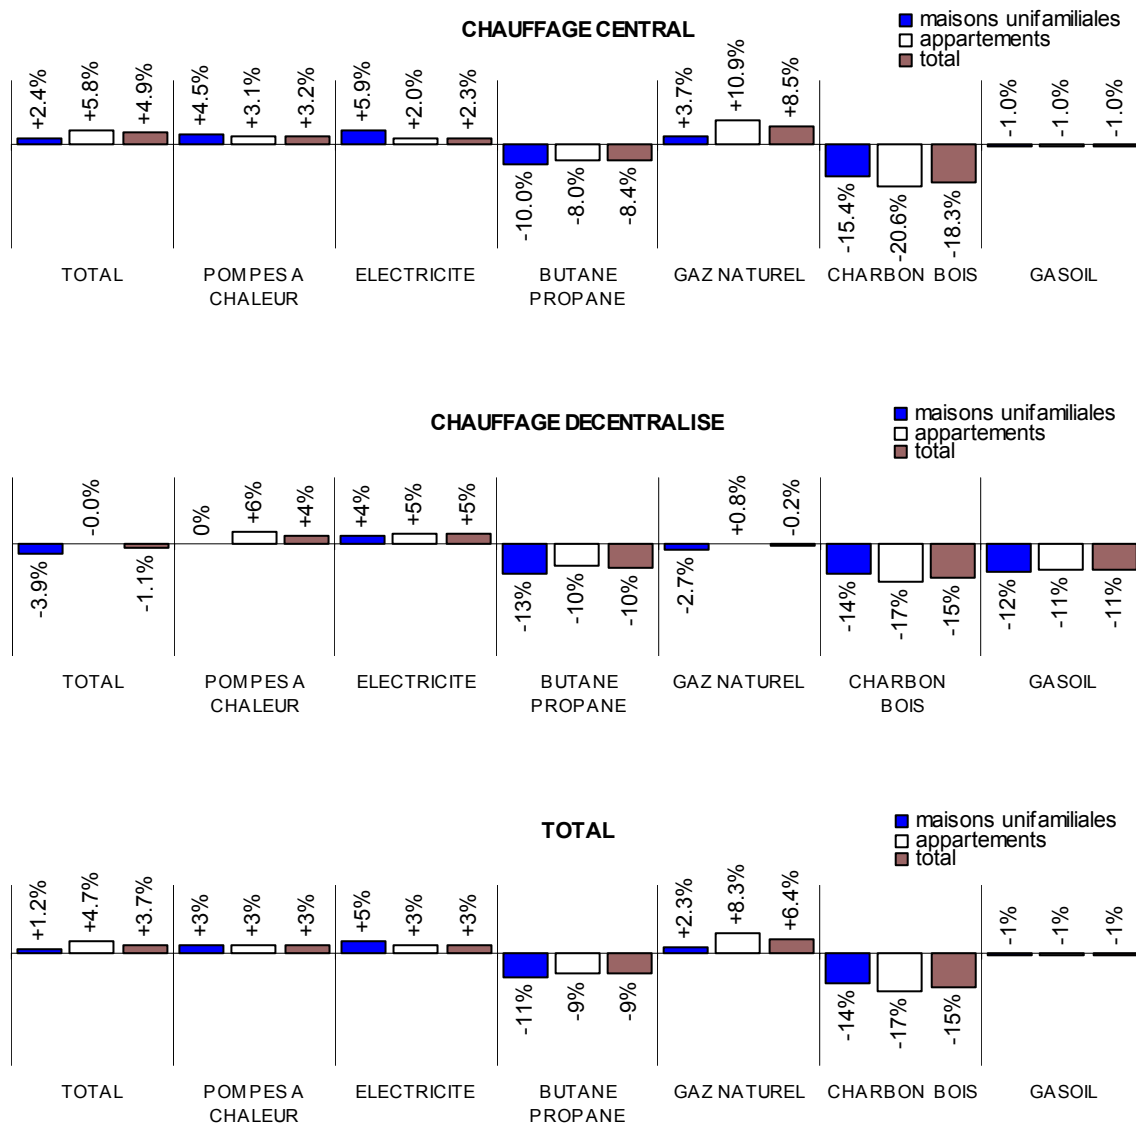 CHAUFFAGE CENTRAL
maisons unifamiliales
appartements
total
+2.4% +5.8% +4.9% +4.5% +3.1% +3.2% +5.9% +2.0% +2.3% -10.0% -8.0% -8.4% +3.7% +10.9% +8.5% -15.4% -20.6% -18.3% -1.0% -1.0% -1.0%
TOTAL POMPES A ELECTRICITE BUTANE GAZ NATUREL CHARBON BOIS GASOIL
CHALEUR PROPANE
CHAUFFAGE DECENTRALISE
maisons unifamiliales
appartements
total
-3.9% -0.0% -1.1% 0% +6% +4% +4% +5% +5% -13% -10% -10% -2.7% +0.8% -0.2% -14% -17% -15% -12% -11% -11%
TOTAL POMPES A ELECTRICITE BUTANE GAZ NATUREL CHARBON GASOIL
CHALEUR PROPANE BOIS
TOTAL
maisons unifamiliales
appartements
total
+1.2% +4.7% +3.7% +3% +3% +3% +5% +3% +3% -11% -9% -9% +2.3% +8.3% +6.4% -14% -17% -15% -1% -1% -1%
TOTAL POMPES A ELECTRICITE BUTANE GAZ NATUREL CHARBON BOIS GASOIL
CHALEUR PROPANE